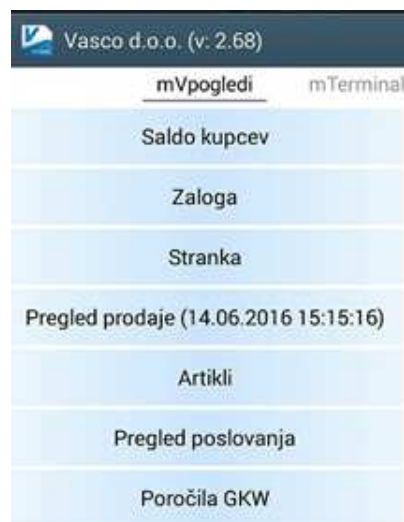 Vasco d.o.o. (v: 2.68)
mVpogledi mTerminal
Saldo kupcev
Zaloga
Stranka
Pregled prodaje (14.06.2016 15:15:16)
Artikli
Pregled poslovanja
Poročila GKW